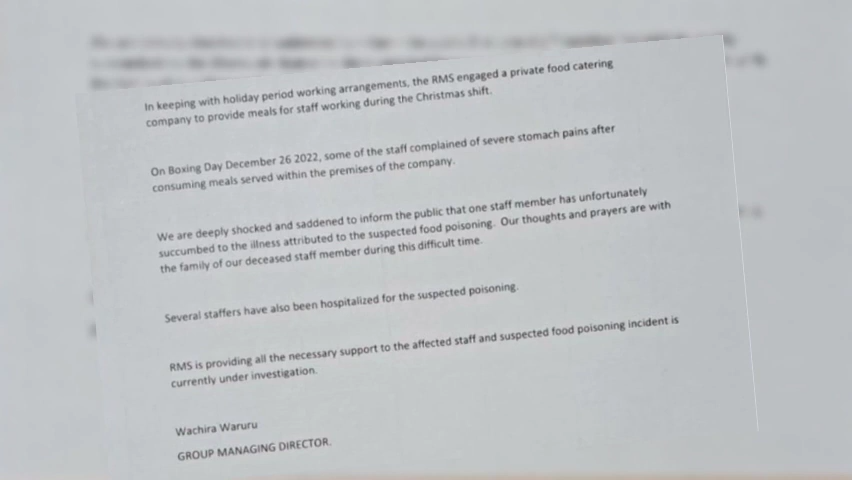 In keeping with holiday period working arrangements, the RMS engaged a private food catering
company to provide meals for staff working during the Christmas shift.
On Boxing Day December 26 2022, some of the staff complained of severe stomach pains after
consuming meals served within the premises of the company.
We are deeply shocked and saddened to inform the public that one staff member has unfortunately
succumbed to the illness attributed to the suspected food poisoning. Our thoughts and prayers are with
the family of our deceased staff member during this difficult time.
Several staffers have also been hospitalized for the suspected poisoning.
RMS is providing all the necessary support to the affected staff and suspected food poisoning incident is
currently under investigation.
Wachira Waruru
GROUP MANAGING DIRECTOR.